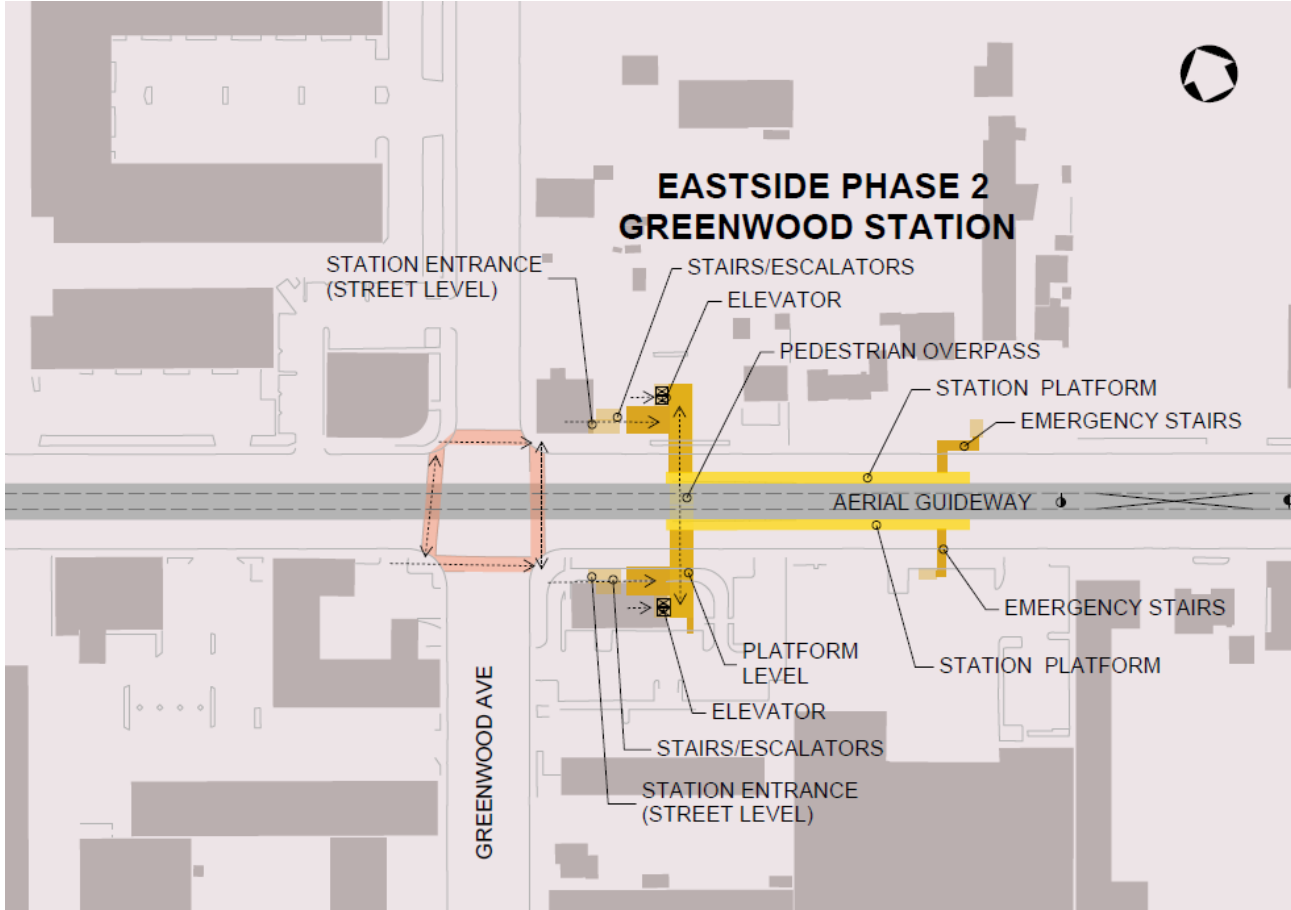 EASTSIDE PHASE 2
GREENWOOD STATION
STATION ENTRANCE
(STREET LEVEL)
STAIRS/ESCALATORS
ELEVATOR
PEDESTRIAN OVERPASS
STATION PLATFORM
EMERGENCY STAIRS
AERIAL GUIDEWAY
EMERGENCY STAIRS
STATION PLATFORM
PLATFORM
LEVEL
ELEVATOR
STAIRS/ESCALATORS
STATION ENTRANCE
(STREET LEVEL)
GREENWOOD AVE